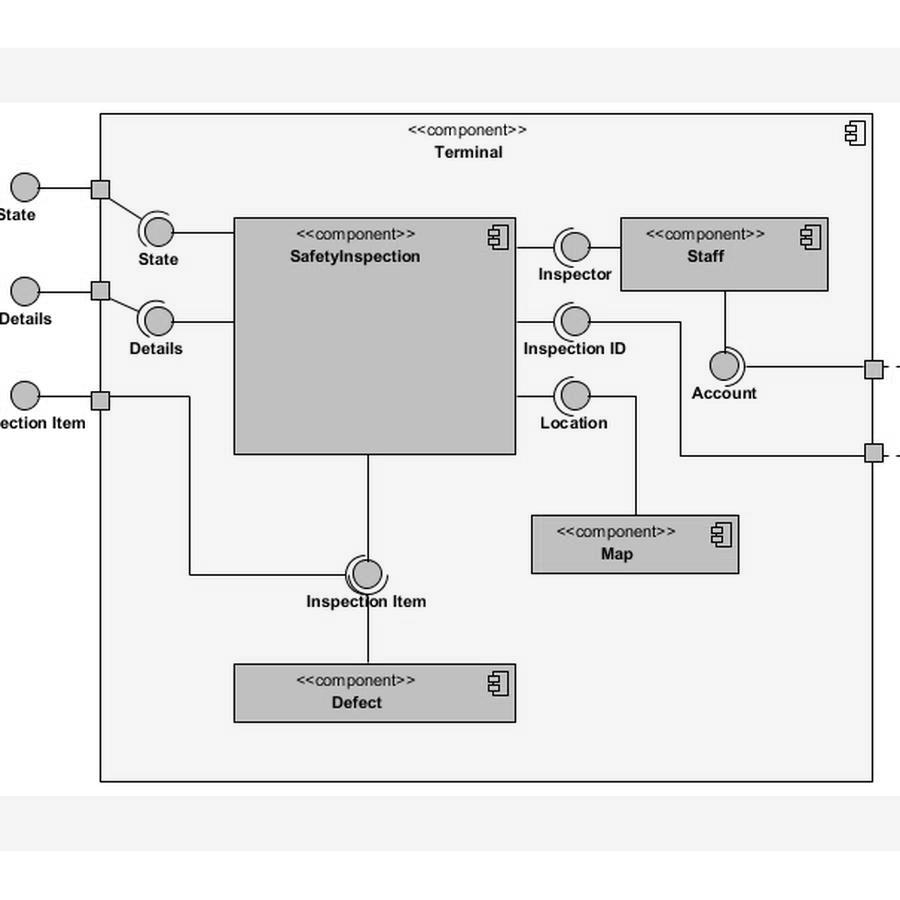 <<component>>
Terminal
State
State
<<component>>
SafetyInspection
Inspector
<<component>>
Staff
Details
Details
Inspection ID
Account
ection Item
Location
<<component>>
Map
Inspection Item
<<component>>
Defect